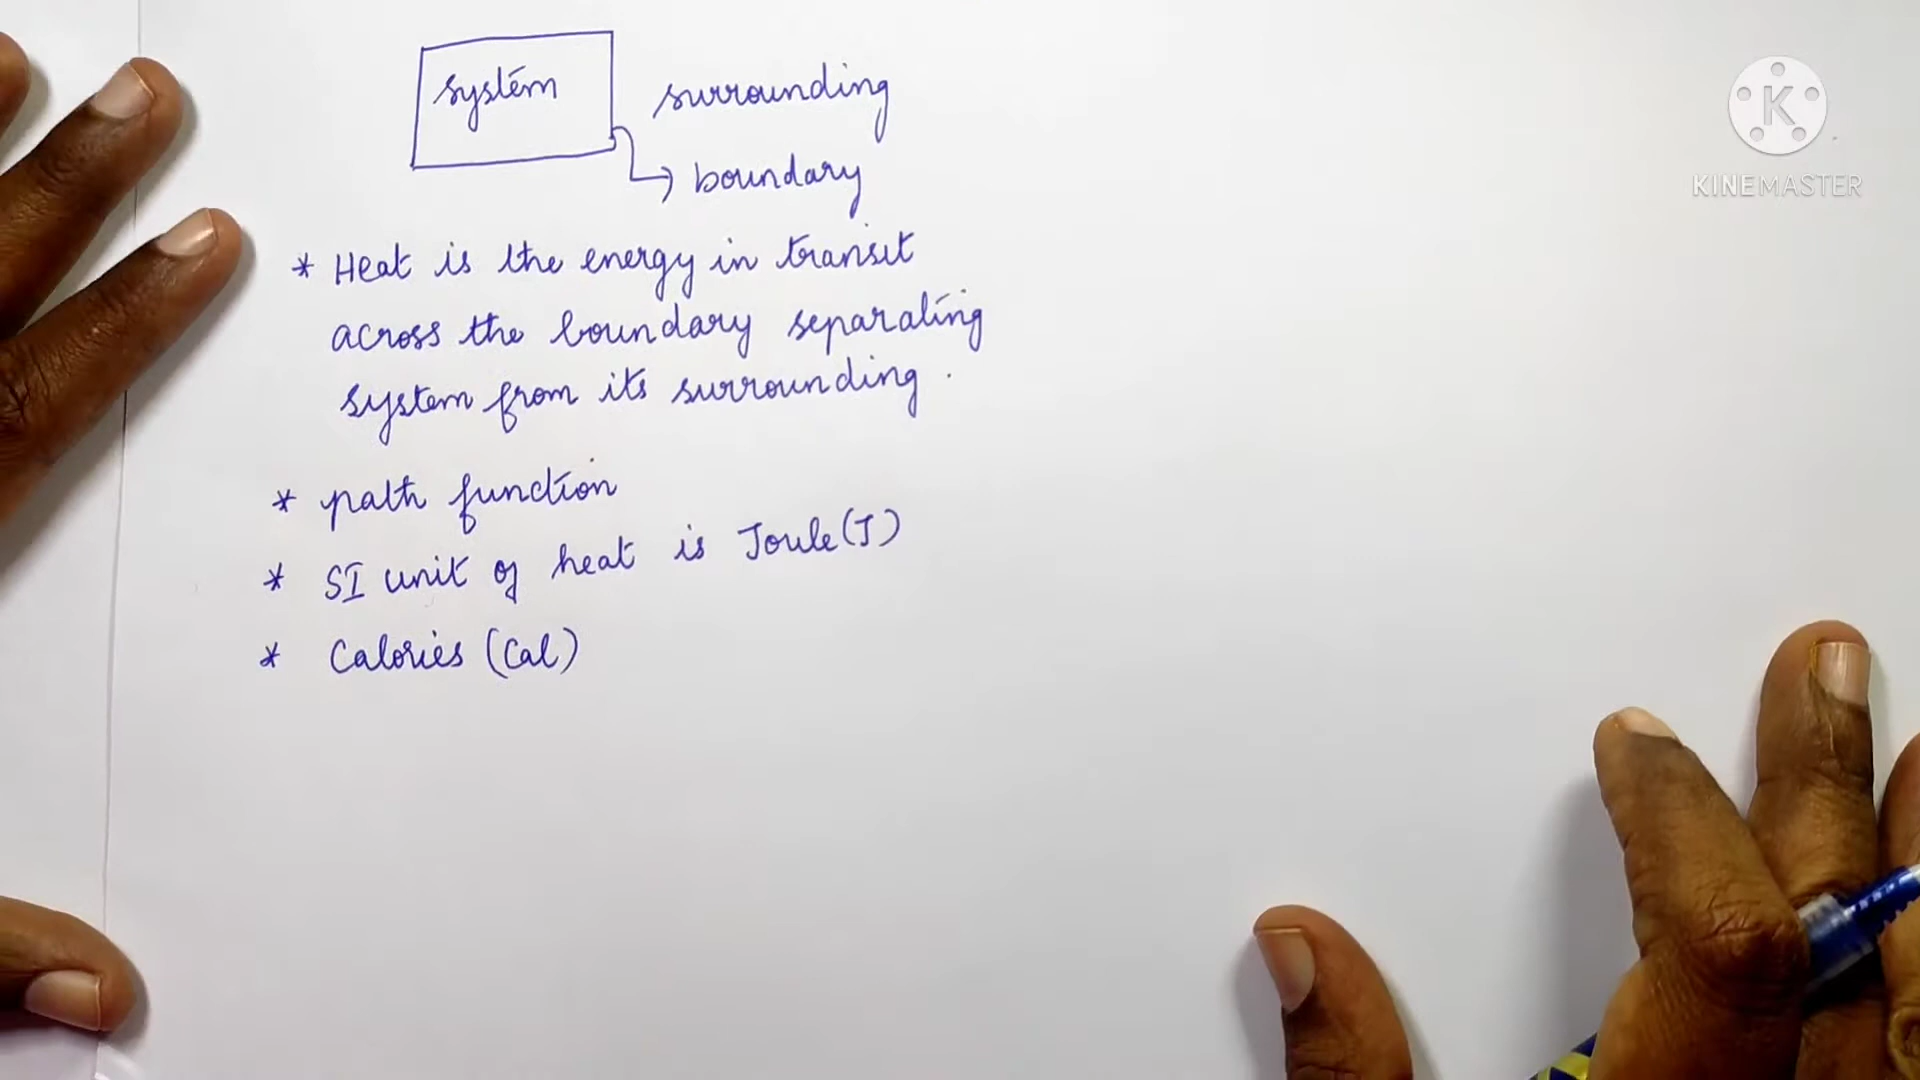 system
surrounding
boundary
* Heat is the energy in transit
across the boundary separating
system from its surrounding.
* path function
* SI unit of heat is Joule (J)
* Calories (Cal)
K
KINEMASTER